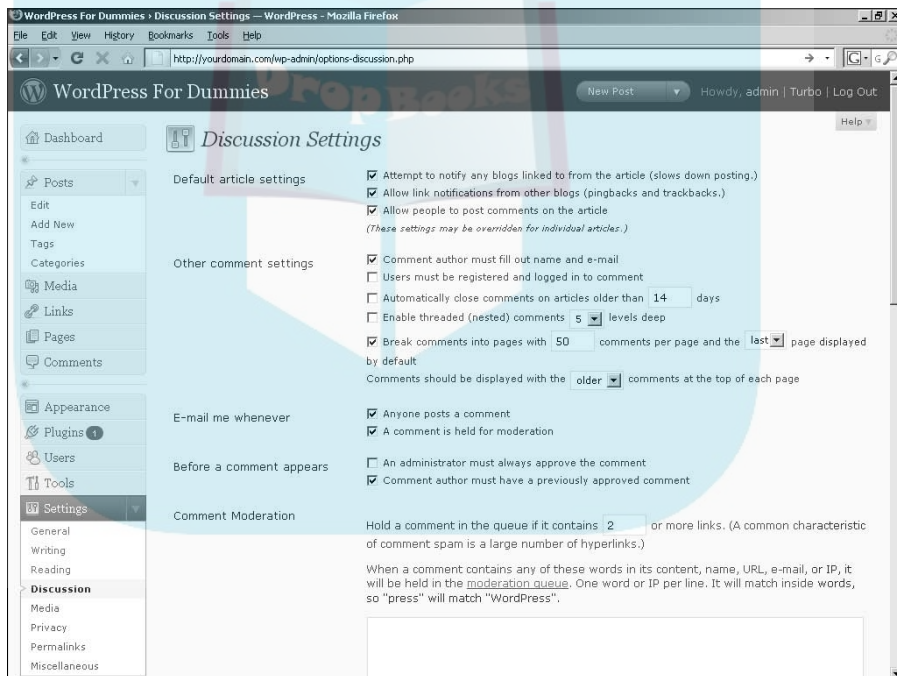 WordPress For Dummies › Discussion Settings — WordPress - Mozilla Firefox
File Edit View History Bookmarks Tools Help
http://yourdomain.com/wp-admin/options-discussion.php
G
WordPress For Dummies
DropBooks
New Post
Howdy, admin | Turbo | Log Out
Help
Dashboard
Posts
Edit
Add New
Tags
Categories
Media
Links
Pages
Comments
Appearance
Plugins 1
Users
Tools
Settings
General
Writing
Reading
Discussion
Media
Privacy
Permalinks
Miscellaneous
Discussion Settings
Default article settings
Attempt to notify any blogs linked to from the article (slows down posting.)
Allow link notifications from other blogs (pingbacks and trackbacks.)
Allow people to post comments on the article
(These settings may be overridden for individual articles.)
Other comment settings
Comment author must fill out name and e-mail
Users must be registered and logged in to comment
Automatically close comments on articles older than 14 days
Enable threaded (nested) comments 5 levels deep
Break comments into pages with 50 comments per page and the last page displayed
by default
Comments should be displayed with the older comments at the top of each page
E-mail me whenever
Anyone posts a comment
A comment is held for moderation
Before a comment appears
An administrator must always approve the comment
Comment author must have a previously approved comment
Comment Moderation
Hold a comment in the queue if it contains 2 or more links. (A common characteristic
of comment spam is a large number of hyperlinks.)
When a comment contains any of these words in its content, name, URL, e-mail, or IP, it
will be held in the moderation queue. One word or IP per line. It will match inside words,
so "press" will match "WordPress".